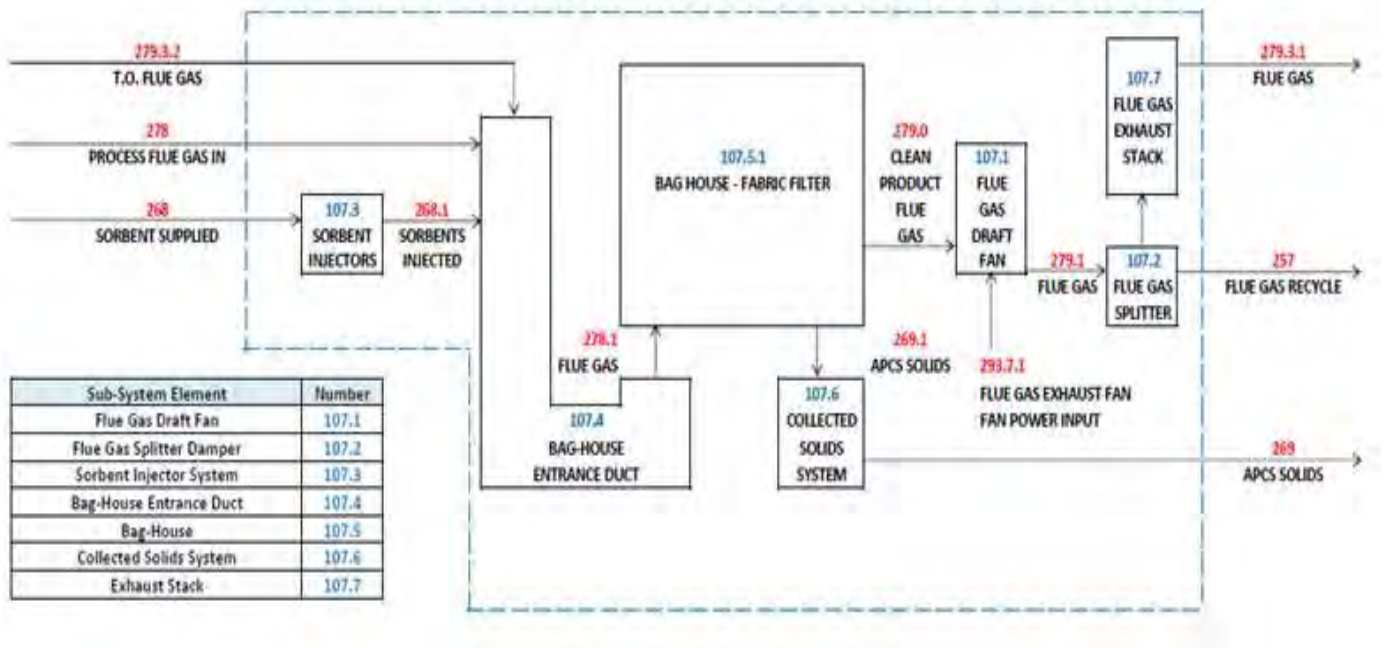 279.3.2
T.O. FLUE GAS
278
PROCESS FLUE GAS IN
268
SORBENT SUPPLIED
107.3
SORBENT
INJECTORS
268.1
SORBENTS
INJECTED
107.5.1
BAG HOUSE - FABRIC FILTER
278.1
FLUE GAS
107.4
BAG-HOUSE
ENTRANCE DUCT
269.1
APCS SOLIDS
107.6
COLLECTED
SOLIDS
SYSTEM
279.0
CLEAN
PRODUCT
FLUE
GAS
107.1
FLUE
GAS
DRAFT
FAN
293.7.1
FLUE GAS EXHAUST FAN
FAN POWER INPUT
279.1
FLUE GAS
107.2
FLUE GAS
SPLITTER
107.7
FLUE GAS
EXHAUST
STACK
279.3.1
FLUE GAS
257
FLUE GAS RECYCLE
269
APCS SOLIDS
Sub-System Element Number
Flue Gas Draft Fan 107.1
Flue Gas Splitter Damper 107.2
Sorbent Injector System 107.3
Bag-House Entrance Duct 107.4
Bag-House 107.5
Collected Solids System 107.6
Exhaust Stack 107.7